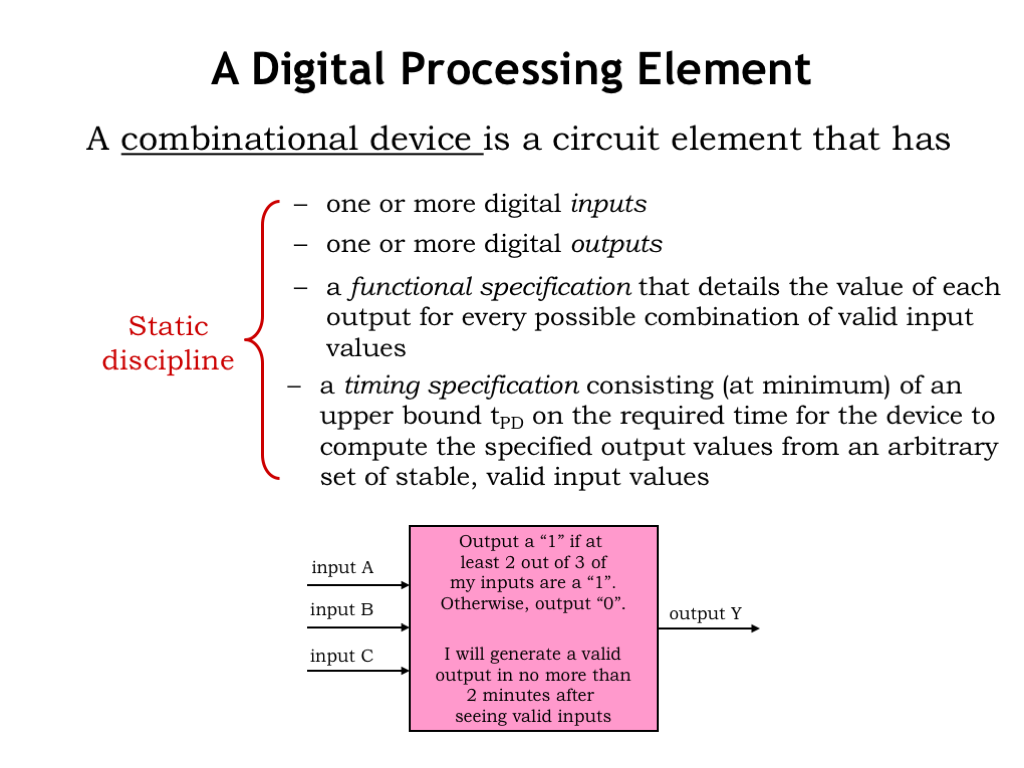 A Digital Processing Element
A combinational device is a circuit element that has
– one or more digital inputs
– one or more digital outputs
– a functional specification that details the value of each
output for every possible combination of valid input
values
Static
discipline
– a timing specification consisting (at minimum) of an
upper bound tPD on the required time for the device to
compute the specified output values from an arbitrary
set of stable, valid input values
input A
input B
input C
Output a “1” if at
least 2 out of 3 of
my inputs are a “1”.
Otherwise, output “0”.
I will generate a valid
output in no more than
2 minutes after
seeing valid inputs
output Y